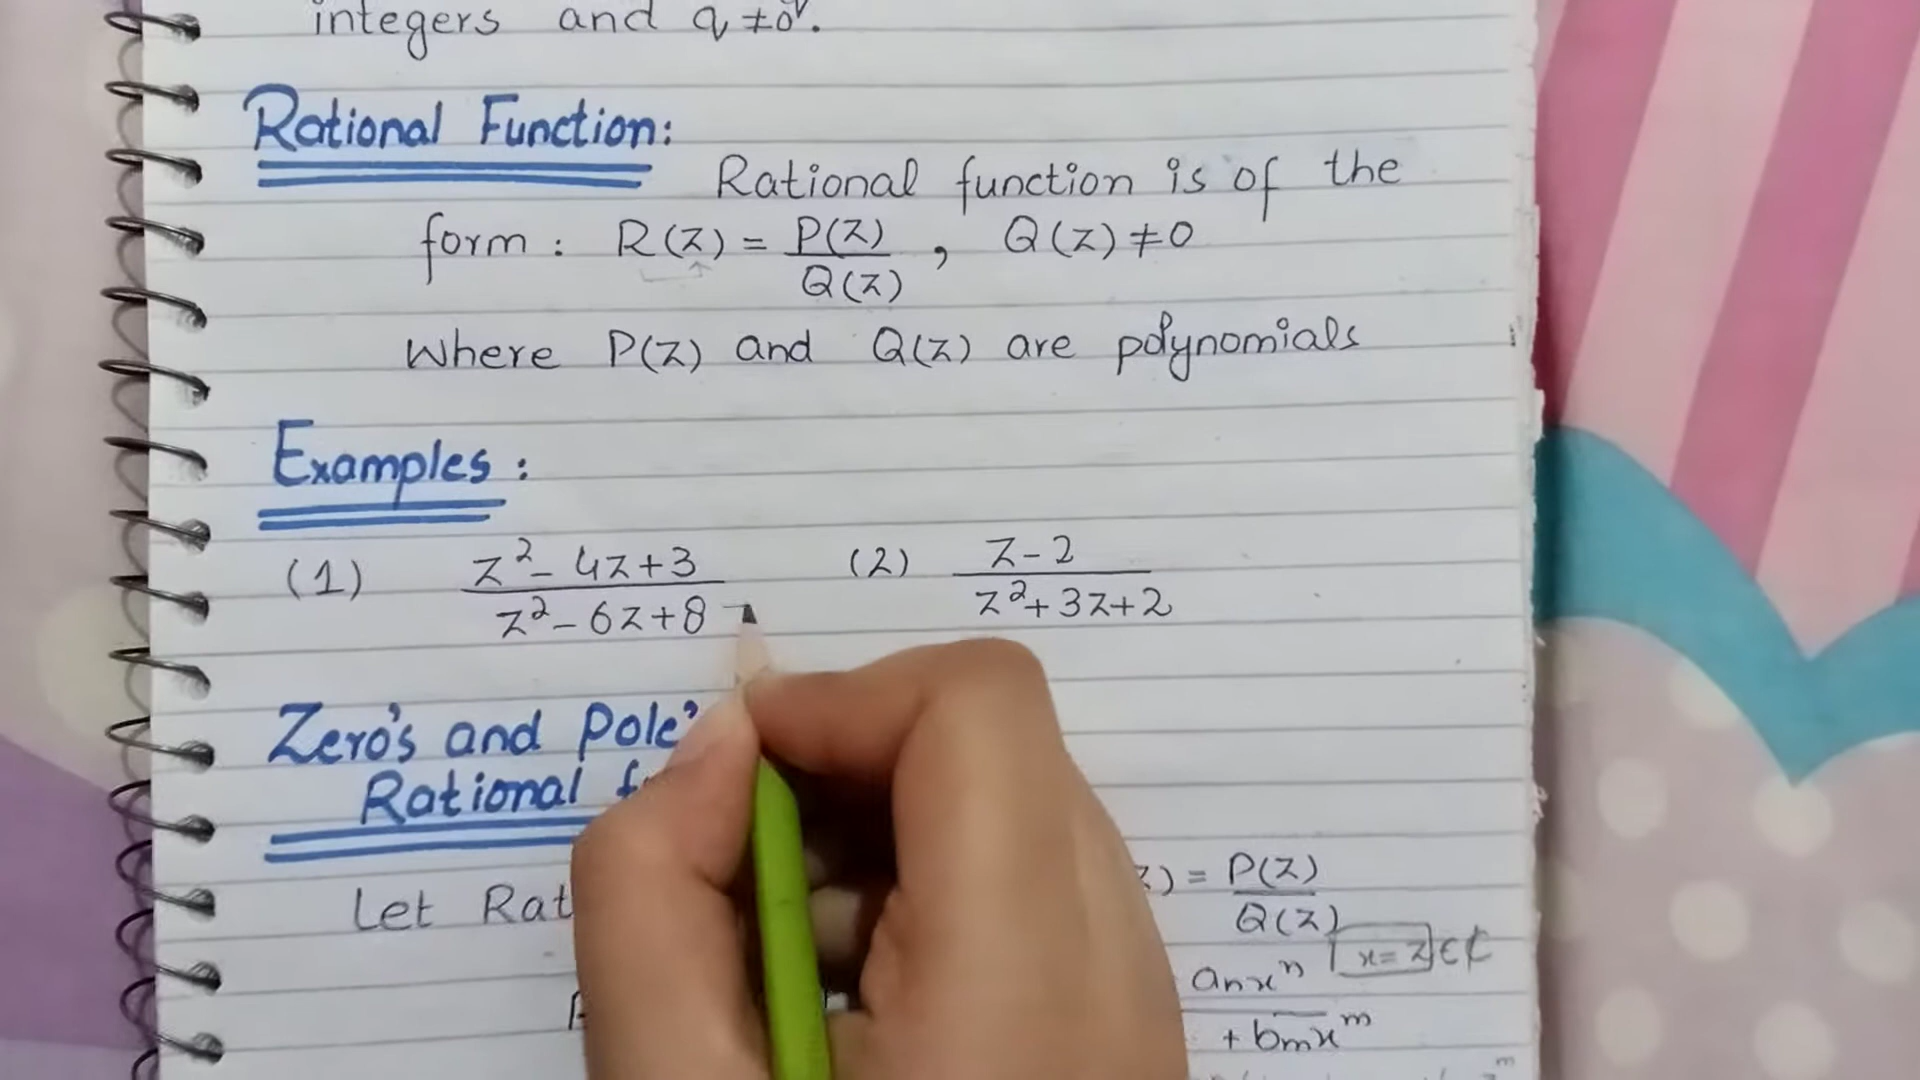 integers and q ≠ 0.
Rational Function:
Rational function is of the
form : R(z) = P(z)/Q(z) , Q(z) ≠ 0
Where P(z) and Q(z) are polynomials
Examples :
(1) z² - 4z + 3 / z² - 6z + 8 (2) z - 2 / z² + 3z + 2
Zero's and Pole'
Rational
Let = P(z)/Q(z)
x = z ∈ ₵
aₙxⁿ
+ bₘxᵐ